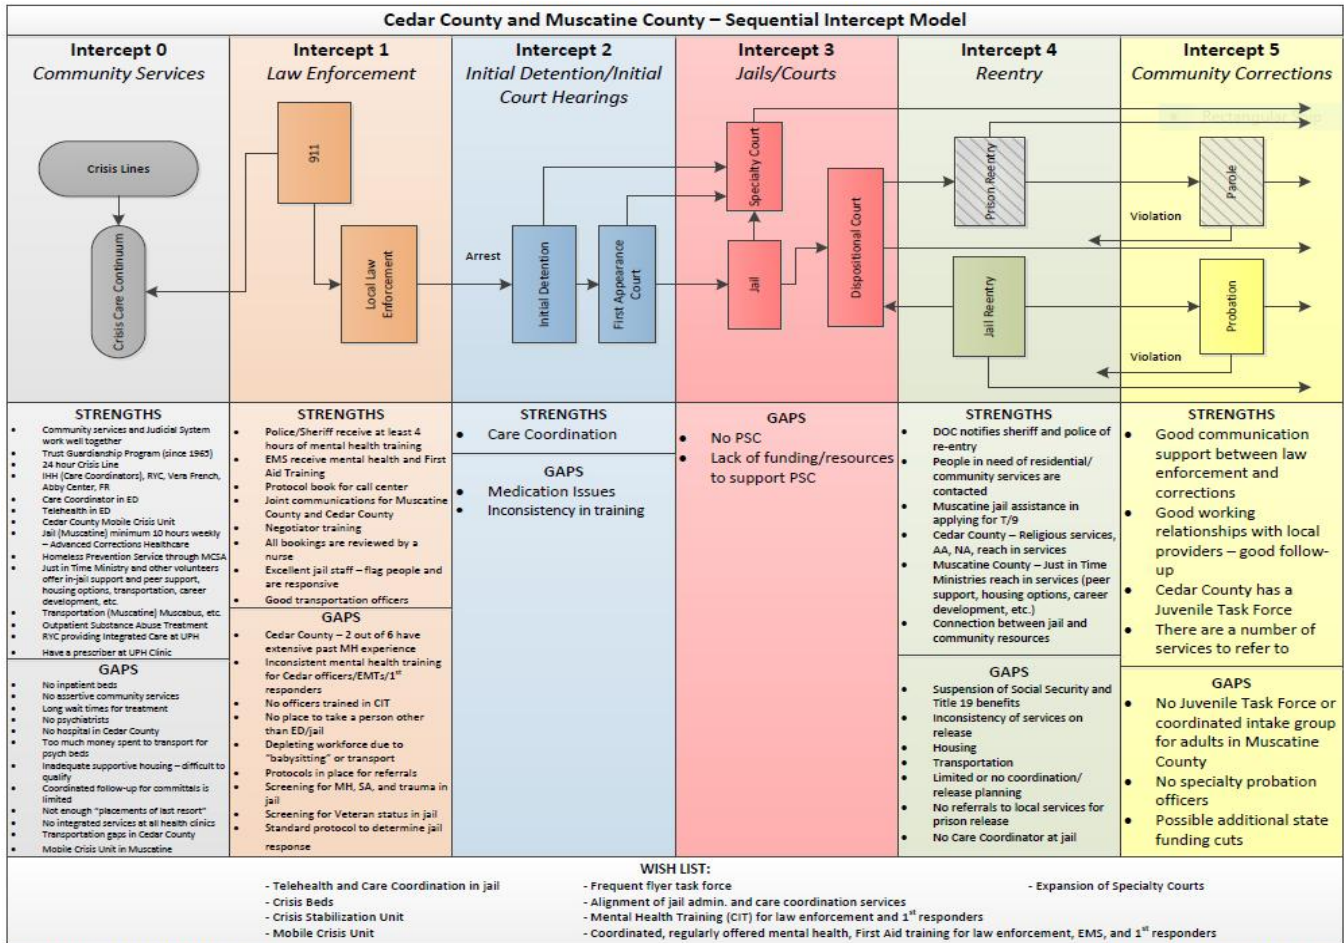 Cedar County and Muscatine County – Sequential Intercept Model
Intercept 0
Community Services
Intercept 1
Law Enforcement
Intercept 2
Initial Detention/Initial
Court Hearings
Intercept 3
Jails/Courts
Intercept 4
Reentry
Intercept 5
Community Corrections
Crisis Lines
Crisis Care Continuum
911
Local Law
Enforcement
Arrest
Initial Detention
First Appearance
Court
Specialty Court
Jail
Dispositional Court
Prison Reentry
Jail Reentry
Rectangular Snip
Parole
Violation
Probation
Violation
STRENGTHS
• Community services and Judicial System
work well together
• Trust Guardianship Program (since 1965)
• 24 hour Crisis Line
• IHH (Care Coordinators), RYC, Vera French,
Abby Center, FR
• Care Coordinator in ED
• Telehealth in ED
• Cedar County Mobile Crisis Unit
• Jail (Muscatine) minimum 10 hours weekly
– Advanced Corrections Healthcare
• Homeless Prevention Service through MCSA
• Just in Time Ministry and other volunteers
offer in-jail support and peer support,
housing options, transportation, career
development, etc.
• Transportation (Muscatine) Muscabus, etc.
• Outpatient Substance Abuse Treatment
• RYC providing Integrated Care at UPH
• Have a prescriber at UPH Clinic
GAPS
• No inpatient beds
• No assertive community services
• Long wait times for treatment
• No psychiatrists
• No hospital in Cedar County
• Too much money spent to transport for
psych beds
• Inadequate supportive housing – difficult to
qualify
• Coordinated follow-up for committals is
limited
• Not enough “placements of last resort”
• No integrated services at all health clinics
• Transportation gaps in Cedar County
• Mobile Crisis Unit in Muscatine
STRENGTHS
• Police/Sheriff receive at least 4
hours of mental health training
• EMS receive mental health and First
Aid Training
• Protocol book for call center
• Joint communications for Muscatine
County and Cedar County
• Negotiator training
• All bookings are reviewed by a
nurse
• Excellent jail staff – flag people and
are responsive
• Good transportation officers
GAPS
• Cedar County – 2 out of 6 have
extensive past MH experience
• Inconsistent mental health training
for Cedar officers/EMTs/1st
responders
• No officers trained in CIT
• No place to take a person other
than ED/jail
• Depleting workforce due to
“babysitting” or transport
• Protocols in place for referrals
• Screening for MH, SA, and trauma in
jail
• Screening for Veteran status in jail
• Standard protocol to determine jail
response
STRENGTHS
• Care Coordination
GAPS
• Medication Issues
• Inconsistency in training
GAPS
• No PSC
• Lack of funding/resources
to support PSC
STRENGTHS
• DOC notifies sheriff and police of
re-entry
• People in need of residential/
community services are
contacted
• Muscatine jail assistance in
applying for T/9
• Cedar County – Religious services,
AA, NA, reach in services
• Muscatine County – Just in Time
Ministries reach in services (peer
support, housing options, career
development, etc.)
• Connection between jail and
community resources
GAPS
• Suspension of Social Security and
Title 19 benefits
• Inconsistency of services on
release
• Housing
• Transportation
• Limited or no coordination/
release planning
• No referrals to local services for
prison release
• No Care Coordinator at jail
STRENGTHS
• Good communication
support between law
enforcement and
corrections
• Good working
relationships with local
providers – good follow-
up
• Cedar County has a
Juvenile Task Force
• There are a number of
services to refer to
GAPS
• No Juvenile Task Force or
coordinated intake group
for adults in Muscatine
County
• No specialty probation
officers
• Possible additional state
funding cuts
WISH LIST:
- Telehealth and Care Coordination in jail
- Crisis Beds
- Crisis Stabilization Unit
- Mobile Crisis Unit
- Frequent flyer task force
- Alignment of jail admin. and care coordination services
- Mental Health Training (CIT) for law enforcement and 1st responders
- Coordinated, regularly offered mental health, First Aid training for law enforcement, EMS, and 1st responders
- Expansion of Specialty Courts